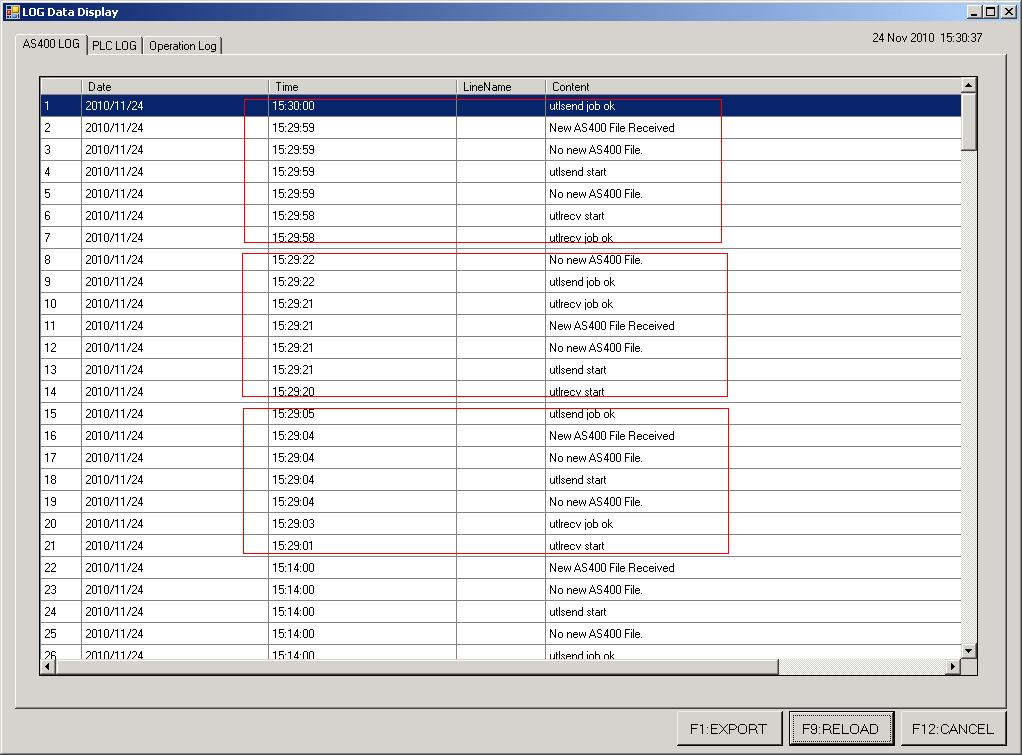 LOG Data Display
24 Nov 2010 15:30:37
AS400 LOG PLC LOG Operation Log
Date Time LineName Content
1 2010/11/24 15:30:00 utlsend job ok
2 2010/11/24 15:29:59 New AS400 File Received
3 2010/11/24 15:29:59 No new AS400 File.
4 2010/11/24 15:29:59 utlsend start
5 2010/11/24 15:29:59 No new AS400 File.
6 2010/11/24 15:29:58 utlrecv start
7 2010/11/24 15:29:58 utlrecv job ok
8 2010/11/24 15:29:22 No new AS400 File.
9 2010/11/24 15:29:22 utlsend job ok
10 2010/11/24 15:29:21 utlrecv job ok
11 2010/11/24 15:29:21 New AS400 File Received
12 2010/11/24 15:29:21 No new AS400 File.
13 2010/11/24 15:29:21 utlsend start
14 2010/11/24 15:29:20 utlrecv start
15 2010/11/24 15:29:05 utlsend job ok
16 2010/11/24 15:29:04 New AS400 File Received
17 2010/11/24 15:29:04 No new AS400 File.
18 2010/11/24 15:29:04 utlsend start
19 2010/11/24 15:29:04 No new AS400 File.
20 2010/11/24 15:29:03 utlrecv job ok
21 2010/11/24 15:29:01 utlrecv start
22 2010/11/24 15:14:00 New AS400 File Received
23 2010/11/24 15:14:00 No new AS400 File.
24 2010/11/24 15:14:00 utlsend start
25 2010/11/24 15:14:00 No new AS400 File.
26 2010/11/24 15:14:00 utlsend job ok
F1:EXPORT F9:RELOAD F12:CANCEL